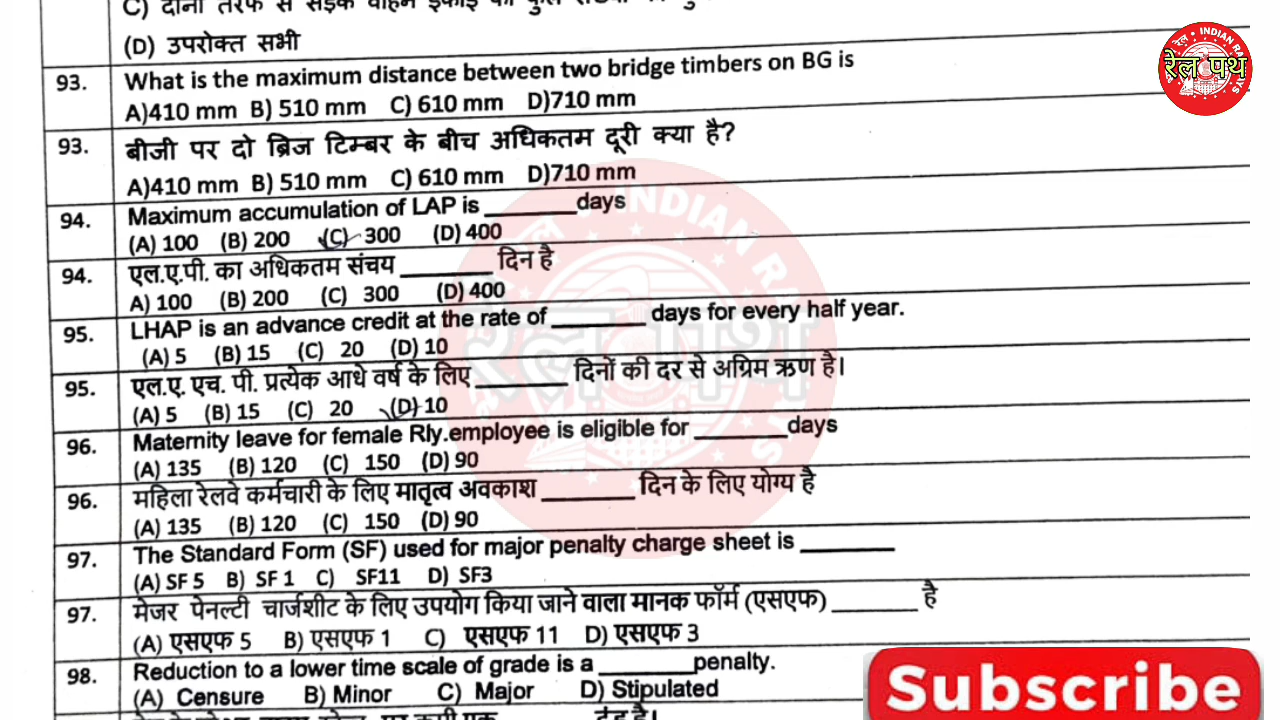 (D) उपरोक्त सभी
93. What is the maximum distance between two bridge timbers on BG is
A)410 mm B) 510 mm C) 610 mm D)710 mm
93. बीजी पर दो ब्रिज टिम्बर के बीच अधिकतम दूरी क्या है?
A)410 mm B) 510 mm C) 610 mm D)710 mm
94. Maximum accumulation of LAP is ________days
(A) 100 (B) 200 (C) 300 (D) 400
94. एल.ए.पी. का अधिकतम संचय ________ दिन है
A) 100 (B) 200 (C) 300 (D) 400
95. LHAP is an advance credit at the rate of ________ days for every half year.
(A) 5 (B) 15 (C) 20 (D) 10
95. एल.ए. एच. पी. प्रत्येक आधे वर्ष के लिए ________ दिनों की दर से अग्रिम ऋण है।
(A) 5 (B) 15 (C) 20 (D) 10
96. Maternity leave for female Rly.employee is eligible for ________days
(A) 135 (B) 120 (C) 150 (D) 90
96. महिला रेलवे कर्मचारी के लिए मातृत्व अवकाश ________ दिन के लिए योग्य है
(A) 135 (B) 120 (C) 150 (D) 90
97. The Standard Form (SF) used for major penalty charge sheet is ________
(A) SF 5 B) SF 1 C) SF11 D) SF3
97. मेजर पेनल्टी चार्जशीट के लिए उपयोग किया जाने वाला मानक फॉर्म (एसएफ) ________ है
(A) एसएफ 5 B) एसएफ 1 C) एसएफ 11 D) एसएफ 3
98. Reduction to a lower time scale of grade is a ________penalty.
(A) Censure B) Minor C) Major D) Stipulated
रेल पथ
Subscribe